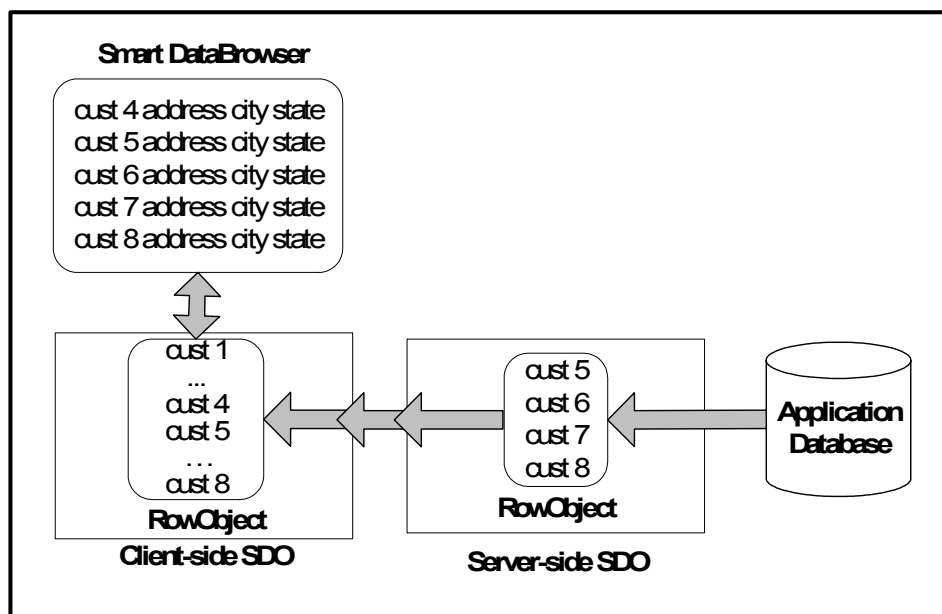 Smart DataBrowser
cust 4 address city state
cust 5 address city state
cust 6 address city state
cust 7 address city state
cust 8 address city state
cust 1
...
cust 4
cust 5
...
cust 8
RowObject
Client-side SDO
cust 5
cust 6
cust 7
cust 8
RowObject
Server-side SDO
Application
Database